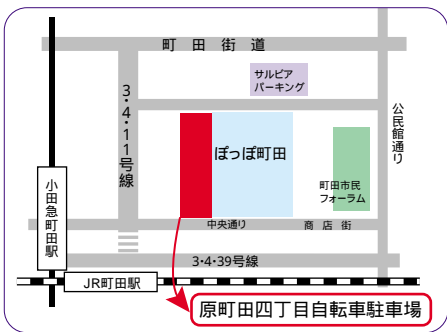 町田街道
サルビア
パーキング
3・4・11号線
公民館通り
ぽっぽ町田
町田市民
フォーラム
小田急町田駅
中央通り
商店街
3・4・39号線
JR町田駅
原町田四丁目自転車駐車場